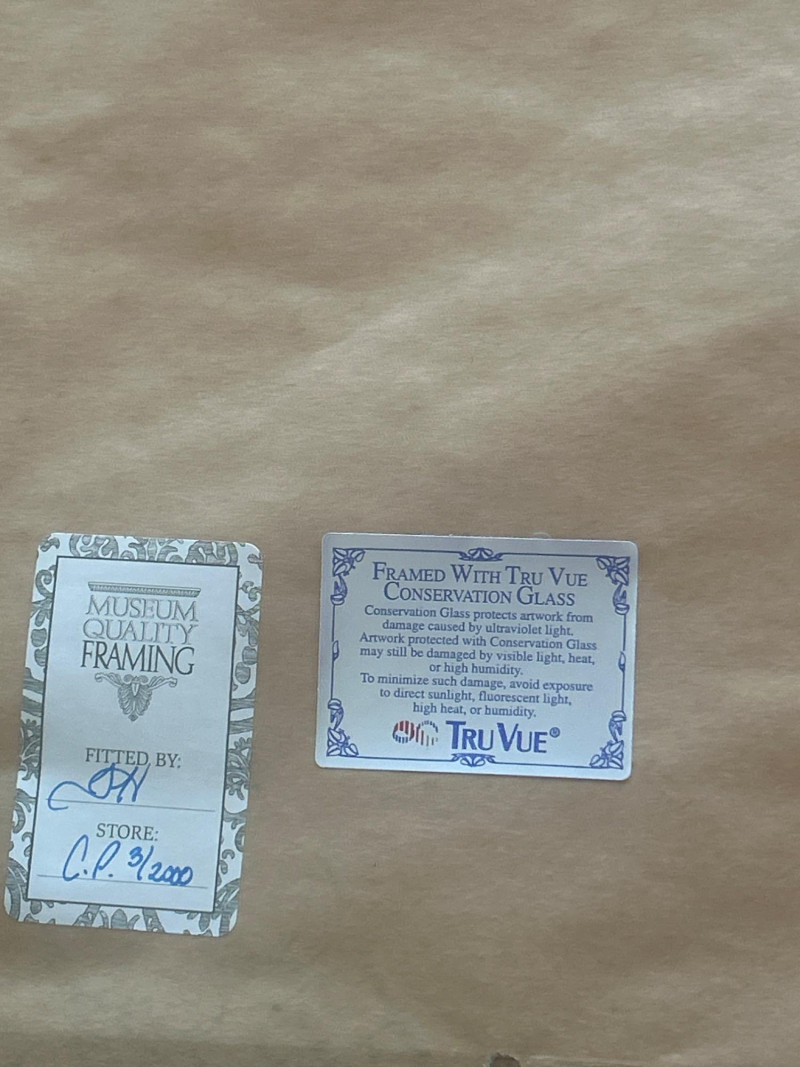 MUSEUM
QUALITY
FRAMING
FITTED BY:
STORE:
C.P. 3/2000
FRAMED WITH TRU VUE
CONSERVATION GLASS
Conservation Glass protects artwork from
damage caused by ultraviolet light.
Artwork protected with Conservation Glass
may still be damaged by visible light, heat,
or high humidity.
To minimize such damage, avoid exposure
to direct sunlight, fluorescent light,
high heat, or humidity.
TRU VUE®